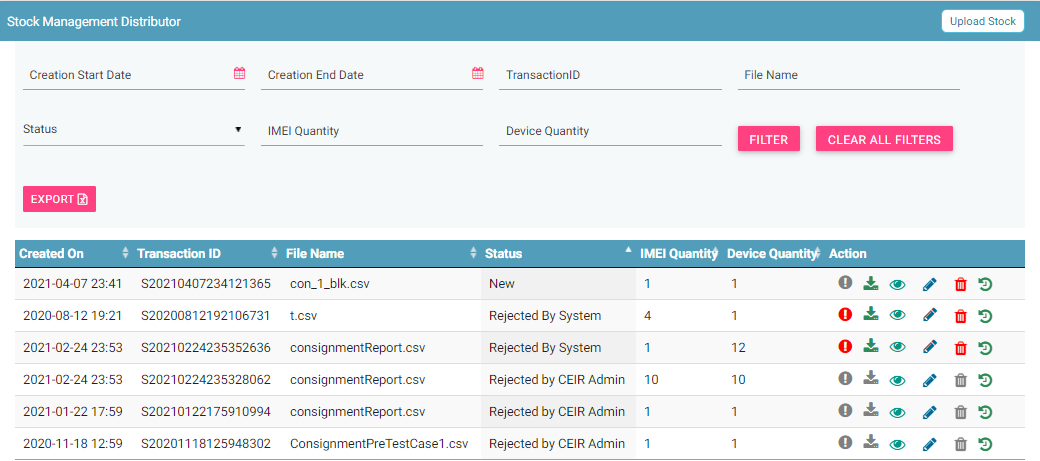 Stock Management Distributor Upload Stock
Creation Start Date Creation End Date TransactionID File Name
Status IMEI Quantity Device Quantity FILTER CLEAR ALL FILTERS
EXPORT
Created On Transaction ID File Name Status IMEI Quantity Device Quantity Action
2021-04-07 23:41 S20210407234121365 con_1_blk.csv New 1 1
2020-08-12 19:21 S20200812192106731 t.csv Rejected By System 4 1
2021-02-24 23:53 S20210224235352636 consignmentReport.csv Rejected By System 1 12
2021-02-24 23:53 S20210224235328062 consignmentReport.csv Rejected by CEIR Admin 10 10
2021-01-22 17:59 S20210122175910994 consignmentReport.csv Rejected by CEIR Admin 1 1
2020-11-18 12:59 S20201118125948302 ConsignmentPreTestCase1.csv Rejected by CEIR Admin 1 1